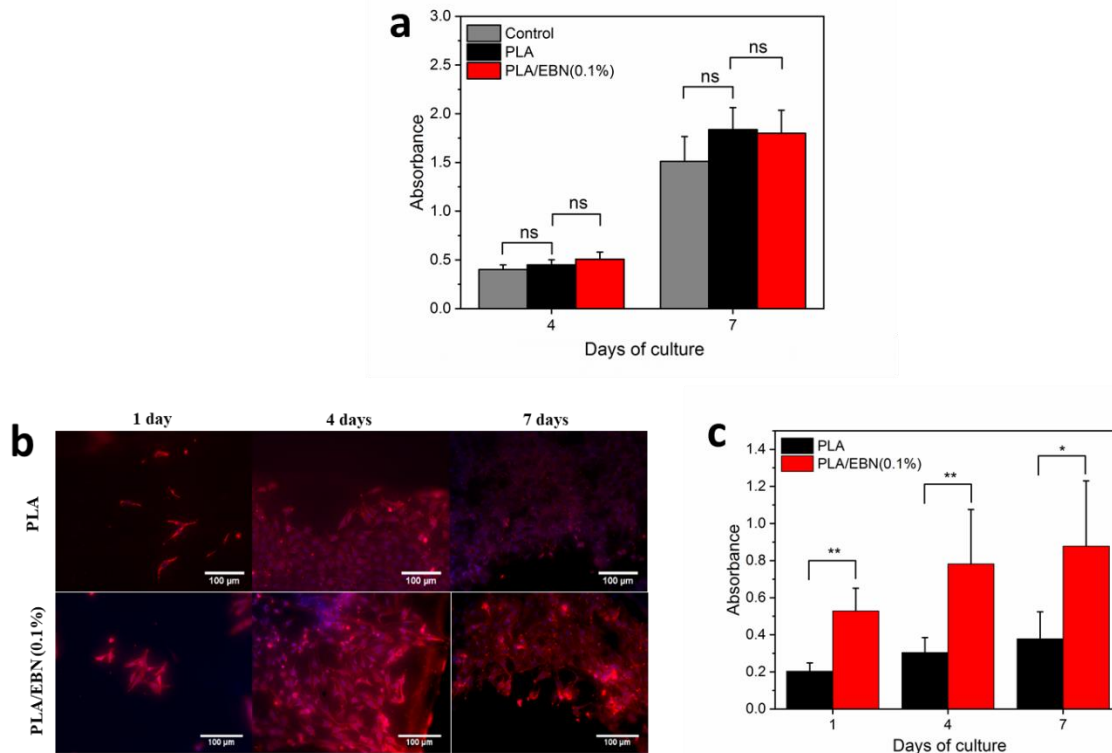 a
3.0
2.5
2.0
1.5
1.0
0.5
0.0
Absorbance
Control
PLA
PLA/EBN(0.1%)
ns
ns
ns
ns
4 7
Days of culture
b
1 day 4 days 7 days
PLA
100 µm 100 µm 100 µm
PLA/EBN (0.1%)
100 µm 100 µm 100 µm
c
1.4
1.2
1.0
0.8
0.6
0.4
0.2
0.0
Absorbance
PLA
PLA/EBN(0.1%)
**
**
*
1 4 7
Days of culture